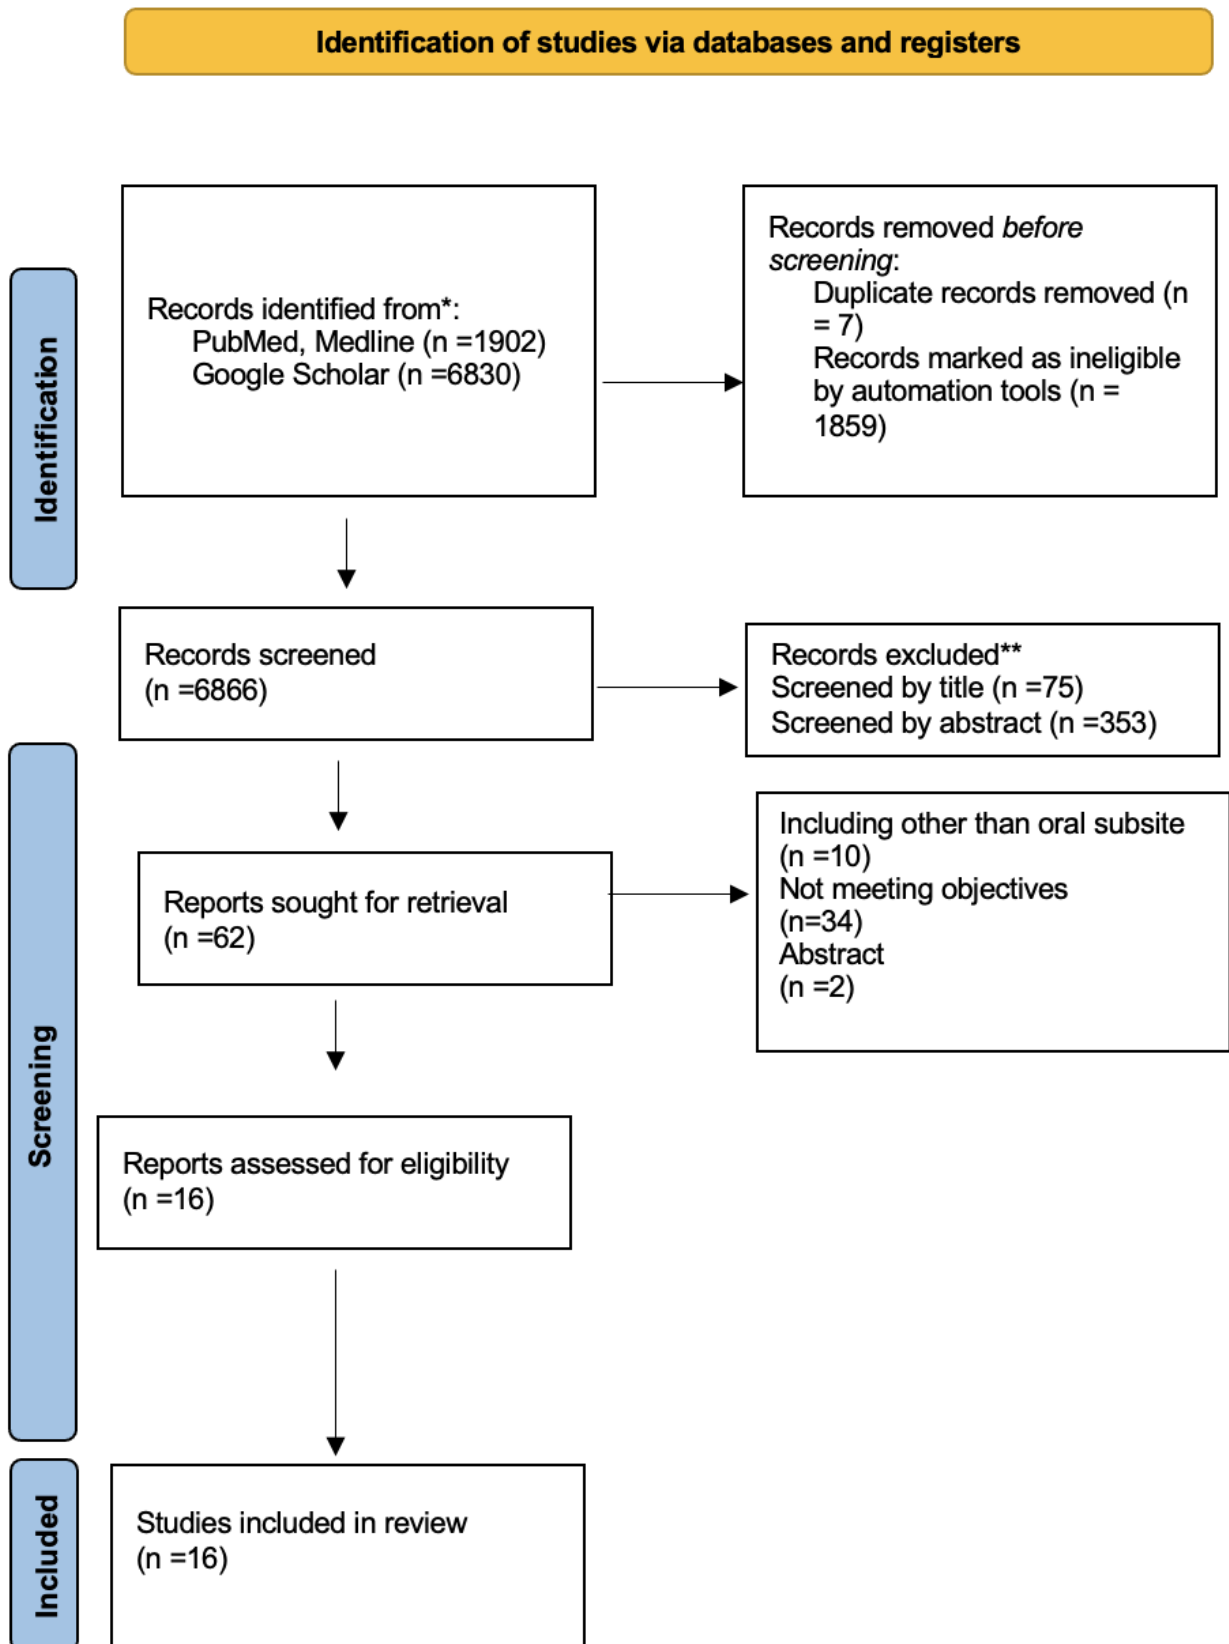 Identification of studies via databases and registers
Identification
Records identified from*:
PubMed, Medline (n =1902)
Google Scholar (n =6830)
Records removed before
screening:
Duplicate records removed (n
= 7)
Records marked as ineligible
by automation tools (n =
1859)
Records screened
(n =6866)
Records excluded**
Screened by title (n =75)
Screened by abstract (n =353)
Screening
Reports sought for retrieval
(n =62)
Including other than oral subsite
(n =10)
Not meeting objectives
(n=34)
Abstract
(n =2)
Reports assessed for eligibility
(n =16)
Included
Studies included in review
(n =16)